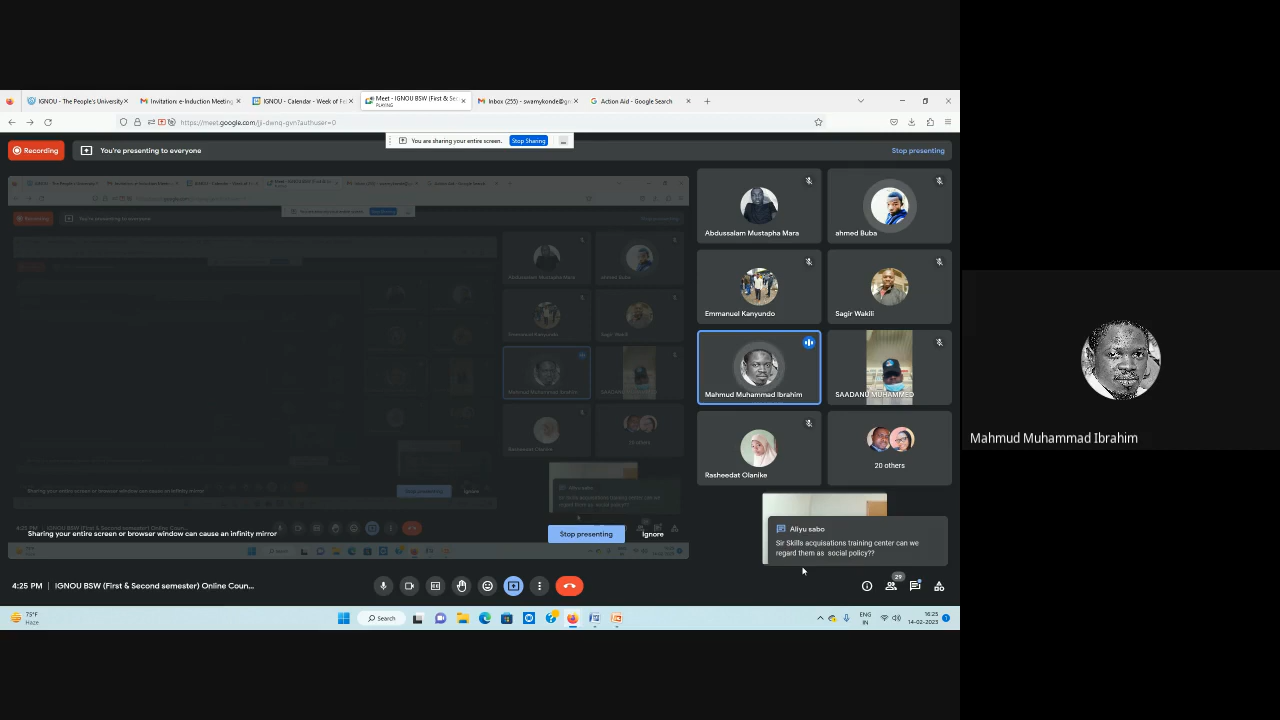 IGNOU - The People's University
Invitation: e-Induction Meeting
IGNOU - Calendar - Week of Fe
Meet - IGNOU BSW (First & Sec
PLAYING
Inbox (255) - swamykonde@gr
Action Aid - Google Search
https://meet.google.com/jji-dwnq-gvn?authuser=0
You are sharing your entire screen.
Stop Sharing
Recording
You're presenting to everyone
Stop presenting
Abdussalam Mustapha Mara
ahmed Buba
Emmanuel Kanyundo
Sagir Wakili
Mahmud Muhammad Ibrahim
SAADANU MUHAMMED
Rasheedat Olanike
20 others
Mahmud Muhammad Ibrahim
Aliyu sabo
Sir Skills acquisations training center can we
regard them as social policy??
Sharing your entire screen or browser window can cause an infinity mirror
Stop presenting
Ignore
4:25 PM | IGNOU BSW (First & Second semester) Online Coun...
29
75°F
Haze
Search
ENG
IN
16:25
14-02-2023
1